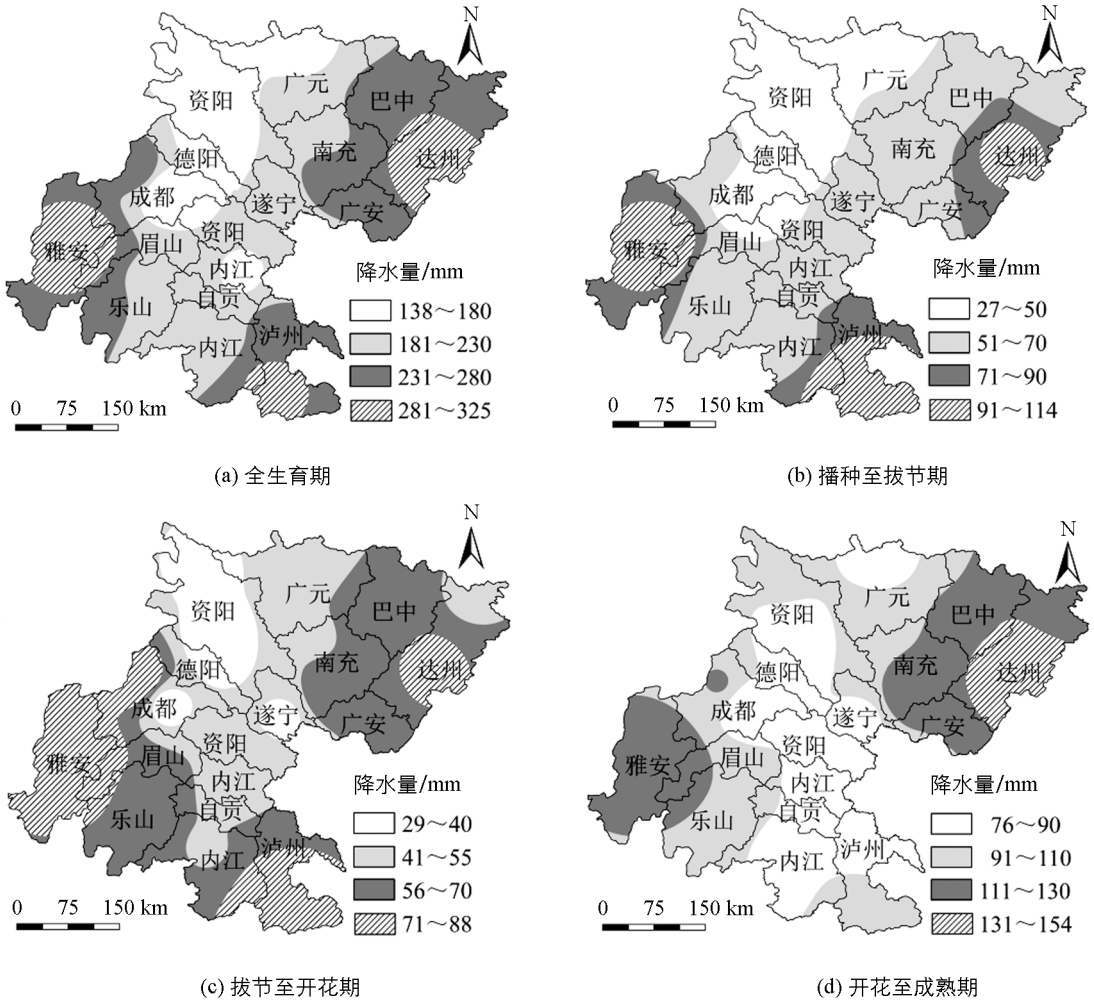 N
资阳
广元
巴中
德阳
南充
达州
成都
遂宁
广安
雅安
眉山
资阳
内江
乐山
自贡
内江
泸州
降水量/mm
138～180
181～230
231～280
281～325
0 75 150 km
(a) 全生育期
N
资阳
广元
巴中
德阳
南充
达州
成都
遂宁
广安
雅安
眉山
资阳
内江
乐山
自贡
内江
泸州
降水量/mm
27～50
51～70
71～90
91～114
0 75 150 km
(b) 播种至拔节期
N
资阳
广元
巴中
德阳
南充
达州
成都
遂宁
广安
雅安
眉山
资阳
内江
乐山
自贡
内江
泸州
降水量/mm
29～40
41～55
56～70
71～88
0 75 150 km
(c) 拔节至开花期
N
资阳
广元
巴中
德阳
南充
达州
成都
遂宁
广安
雅安
眉山
资阳
内江
乐山
自贡
内江
泸州
降水量/mm
76～90
91～110
111～130
131～154
0 75 150 km
(d) 开花至成熟期